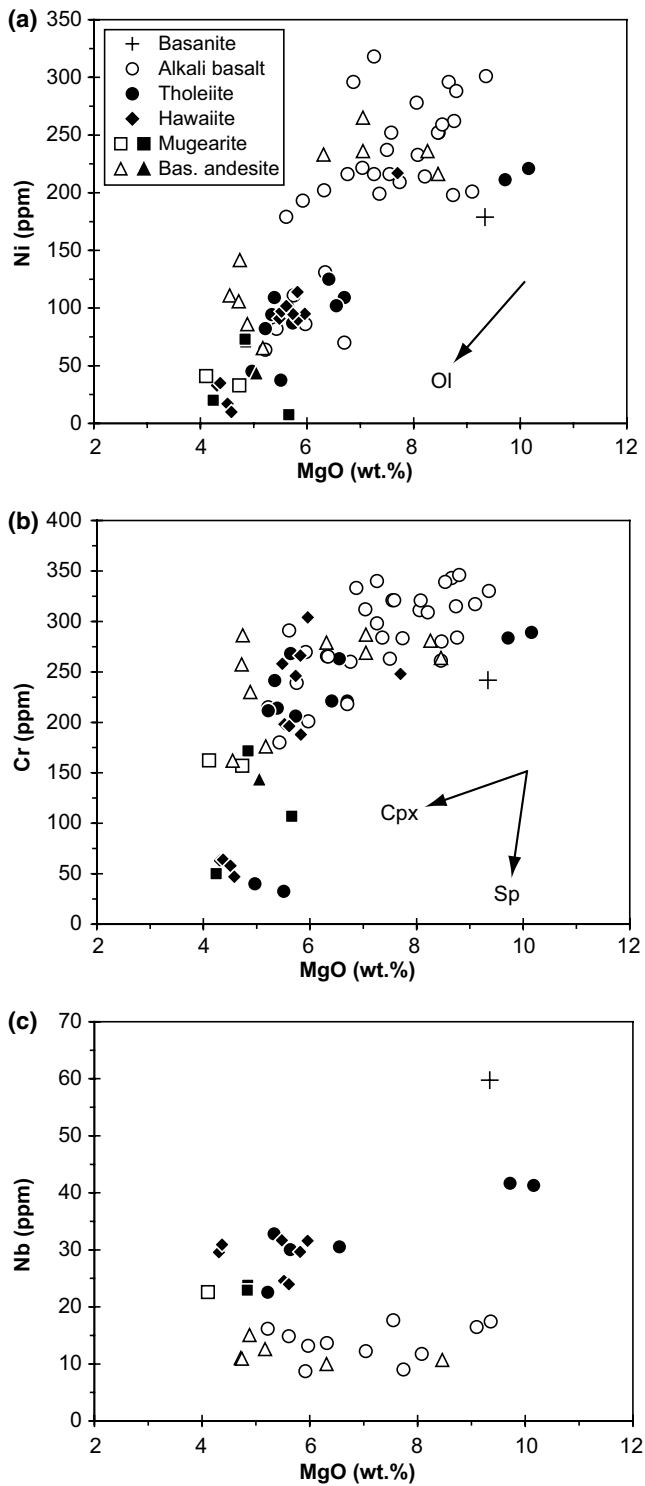 (a)
350
300
250
200
150
100
50
0
Ni (ppm)
Basanite
Alkali basalt
Tholeiite
Hawaiite
Mugearite
Bas. andesite
Ol
2 4 6 8 10 12
MgO (wt.%)
(b)
400
350
300
250
200
150
100
50
0
Cr (ppm)
Cpx
Sp
2 4 6 8 10 12
MgO (wt.%)
(c)
70
60
50
40
30
20
10
0
Nb (ppm)
2 4 6 8 10 12
MgO (wt.%)